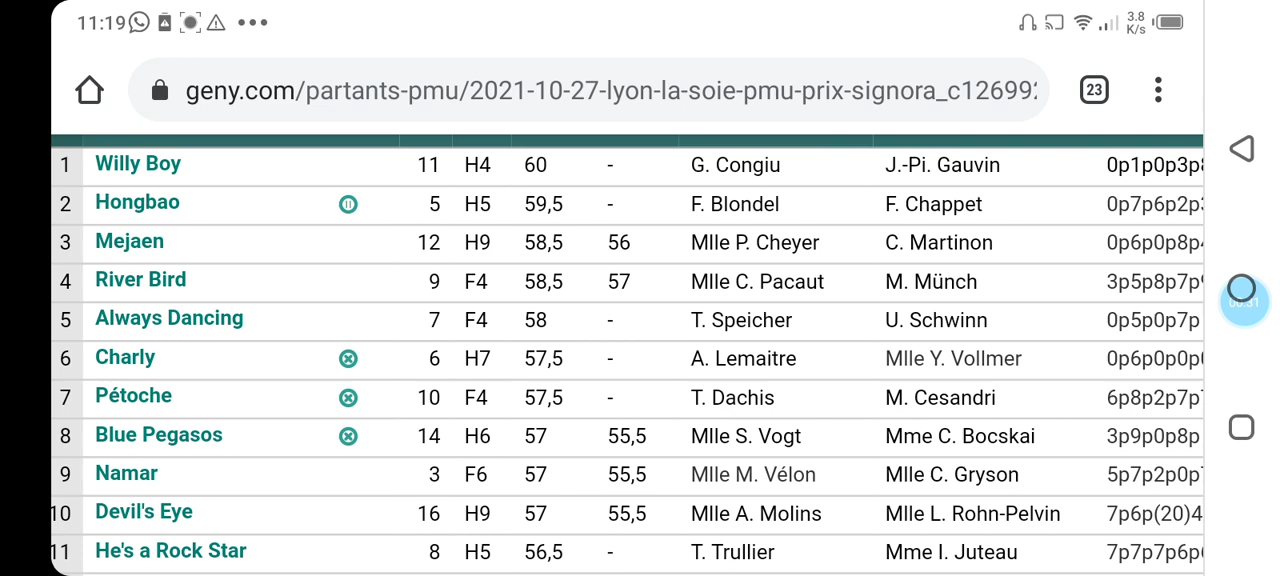 11:19 3.8 K/s
geny.com/partants-pmu/2021-10-27-lyon-la-soie-pmu-prix-signora_c12699 23
1 Willy Boy 11 H4 60 - G. Congiu J.-Pi. Gauvin 0p1p0p3p
2 Hongbao 5 H5 59,5 - F. Blondel F. Chappet 0p7p6p2p
3 Mejaen 12 H9 58,5 56 Mlle P. Cheyer C. Martinon 0p6p0p8p
4 River Bird 9 F4 58,5 57 Mlle C. Pacaut M. Münch 3p5p8p7p
5 Always Dancing 7 F4 58 - T. Speicher U. Schwinn 0p5p0p7p
6 Charly 6 H7 57,5 - A. Lemaitre Mlle Y. Vollmer 0p6p0p0p
7 Pétoche 10 F4 57,5 - T. Dachis M. Cesandri 6p8p2p7p
8 Blue Pegasos 14 H6 57 55,5 Mlle S. Vogt Mme C. Bocskai 3p9p0p8p
9 Namar 3 F6 57 55,5 Mlle M. Vélon Mlle C. Gryson 5p7p2p0p
10 Devil's Eye 16 H9 57 55,5 Mlle A. Molins Mlle L. Rohn-Pelvin 7p6p(20)4
11 He's a Rock Star 8 H5 56,5 - T. Trullier Mme I. Juteau 7p7p7p6p